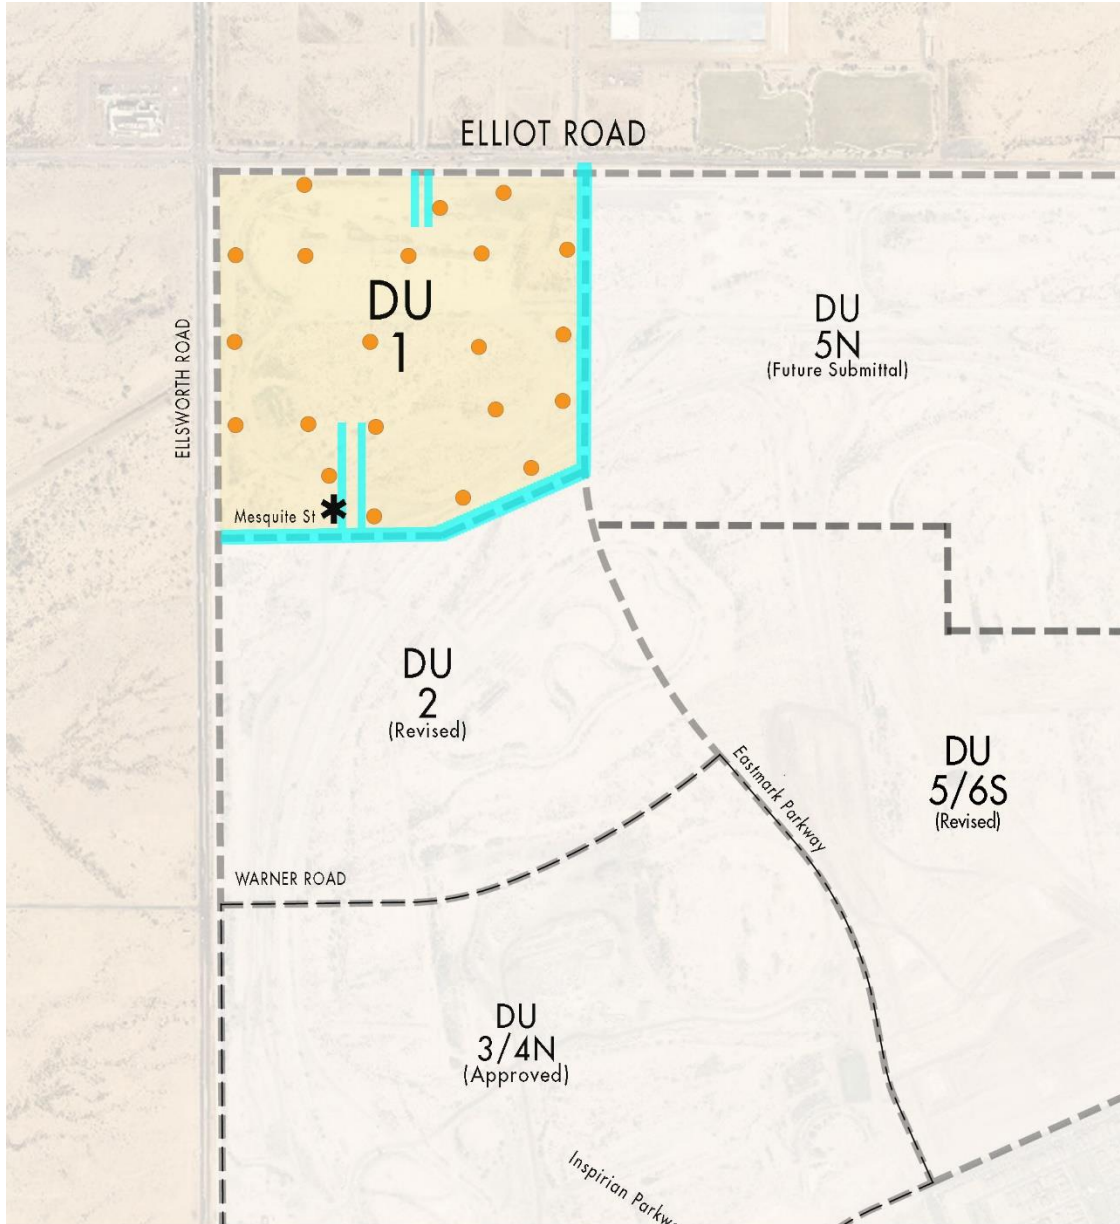 ELLIOT ROAD
DU
1
DU
5N
(Future Submittal)
ELLSWORTH ROAD
Mesquite St
DU
2
(Revised)
DU
5/6S
(Revised)
Eastmark Parkway
WARNER ROAD
DU
3/4N
(Approved)
Inspirian